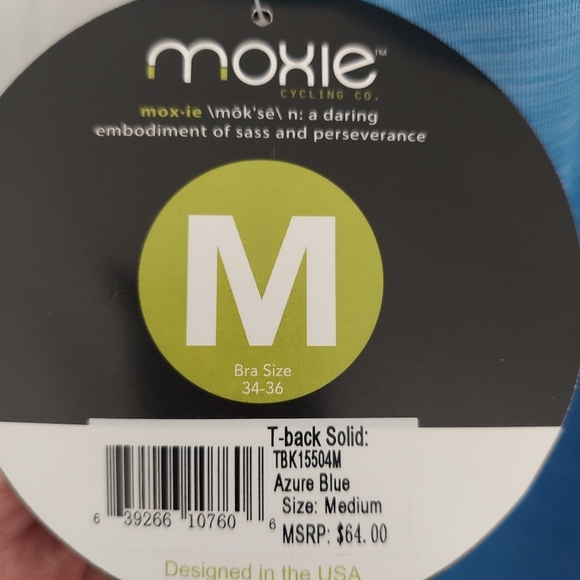 moxie™
CYCLING CO.
mox·ie \mŏk'sē\ n: a daring
embodiment of sass and perseverance
M
Bra Size
34-36
T-back Solid:
TBK15504M
Azure Blue
Size: Medium
MSRP: $64.00
6 39266 10760 6
Designed in the USA